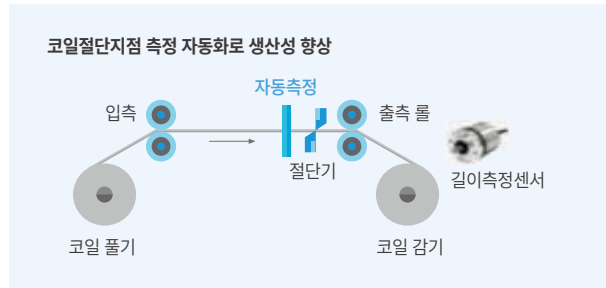 코일절단지점 측정 자동화로 생산성 향상
자동측정
입측
출측 롤
절단기
길이측정센서
코일 풀기
코일 감기